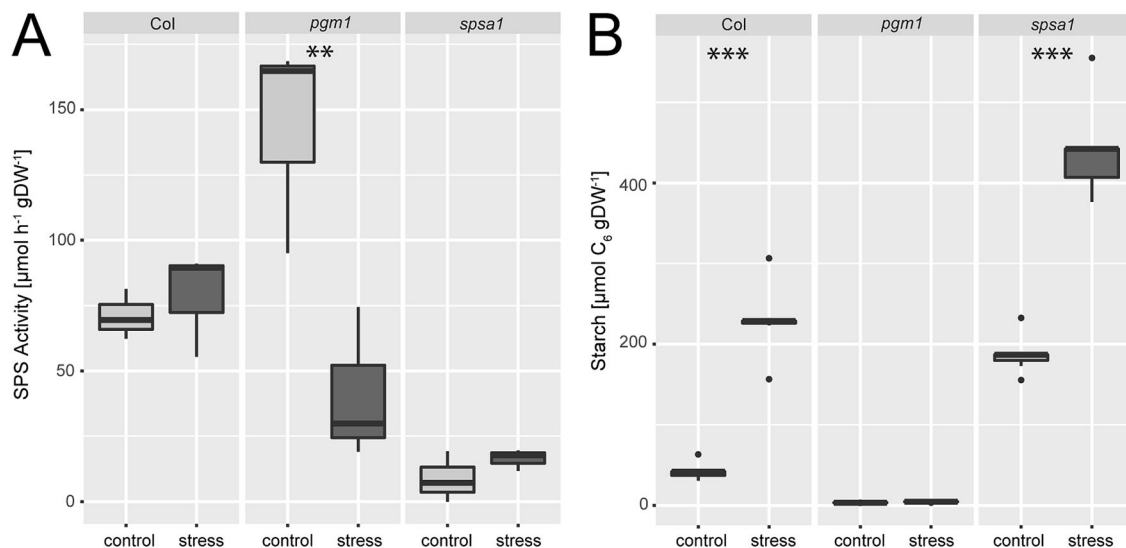 A
Col pgm1 spsa1
**
SPS Activity [µmol h⁻¹ gDW⁻¹]
150
100
50
0
control stress control stress control stress
B
Col pgm1 spsa1
*** ***
Starch [µmol C₆ gDW⁻¹]
400
200
0
control stress control stress control stress